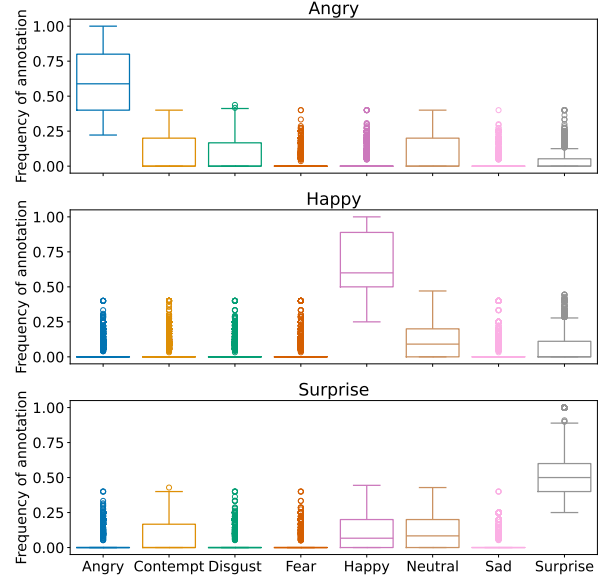 Angry
Frequency of annotation
1.00
0.75
0.50
0.25
0.00
Happy
Frequency of annotation
1.00
0.75
0.50
0.25
0.00
Surprise
Frequency of annotation
1.00
0.75
0.50
0.25
0.00
Angry Contempt Disgust Fear Happy Neutral Sad Surprise